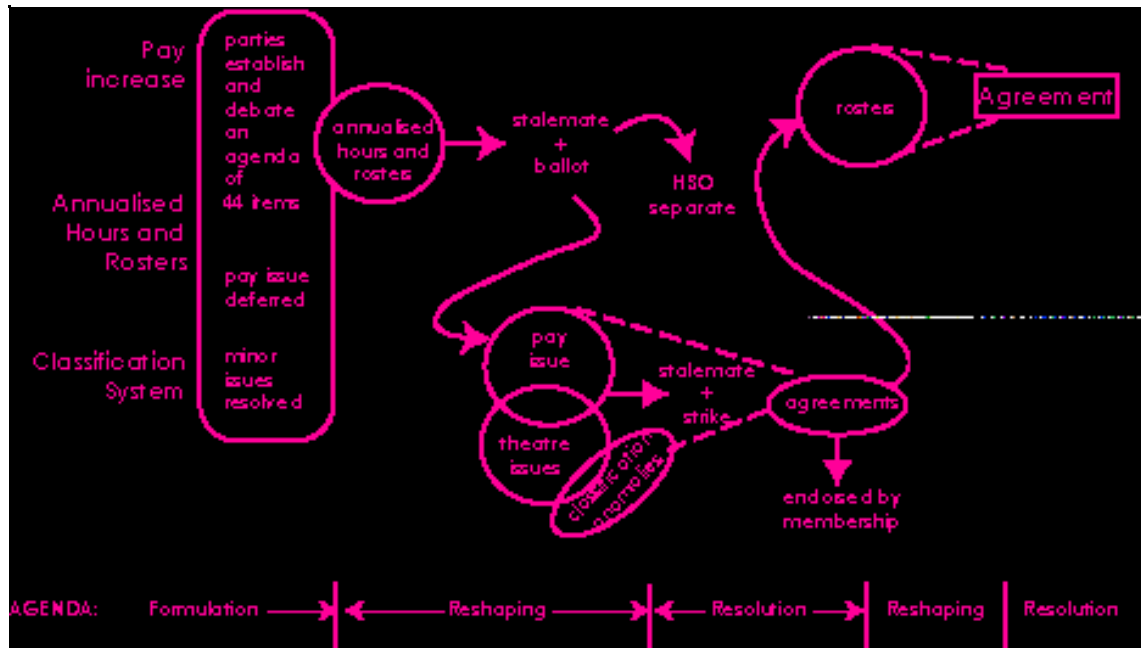 Pay
increase
Annualised
Hours and
Rosters
Classification
System
parties
establish
and
debate
an
agenda
of
44 items
pay issue
deferred
minor
issues
resolved
annualised
hours and
rosters
stalemate
+
ballot
HSO
separate
pay
issue
theatre
issues
classification
anomolies
stalemate
+
strike
agreements
endorsed by
membership
rosters
Agreement
AGENDA: Formulation Reshaping Resolution Reshaping Resolution